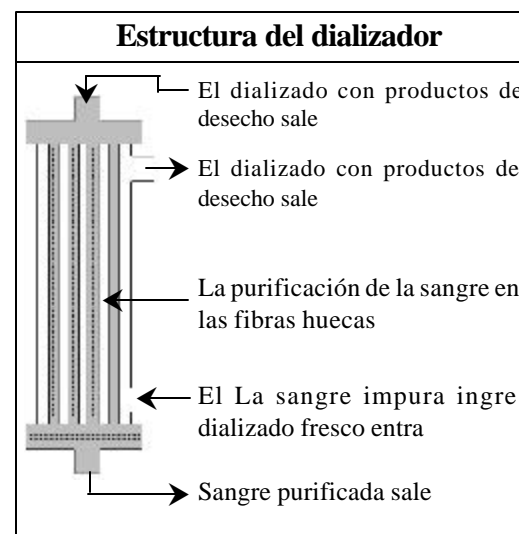 Estructura del dializador
El dializado con productos de
desecho sale
El dializado con productos de
desecho sale
La purificación de la sangre en
las fibras huecas
El La sangre impura ingre
dializado fresco entra
Sangre purificada sale